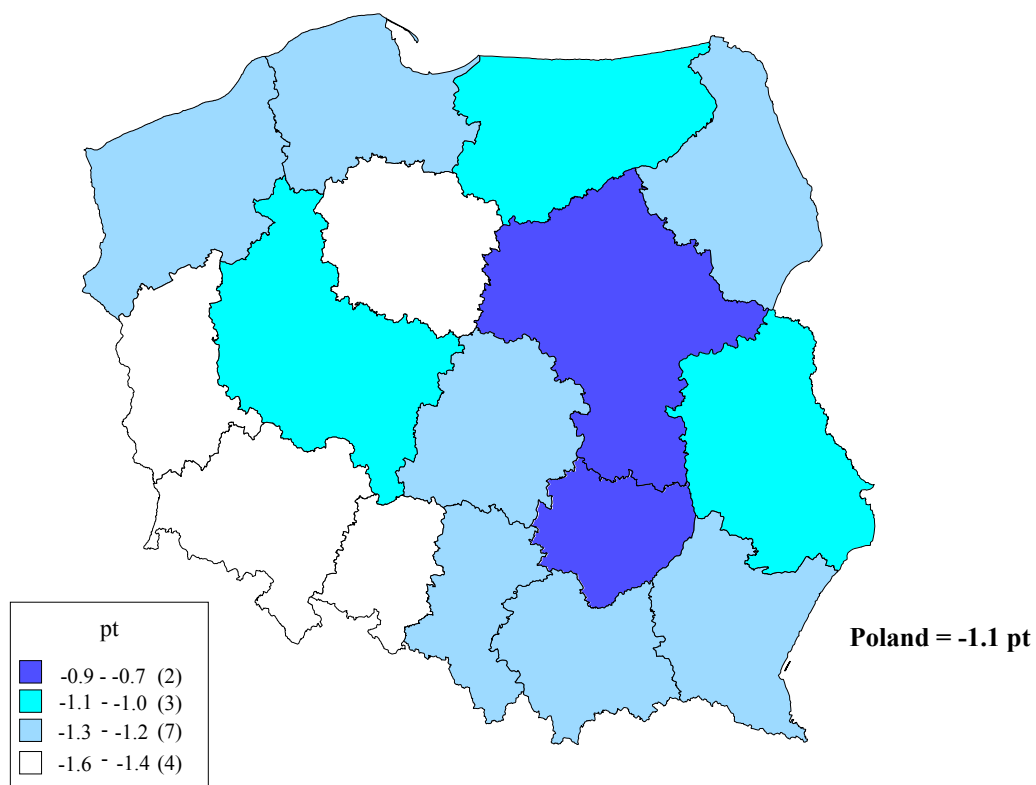 Poland = -1.1 pt
pt
-0.9 - -0.7 (2)
-1.1 - -1.0 (3)
-1.3 - -1.2 (7)
-1.6 - -1.4 (4)